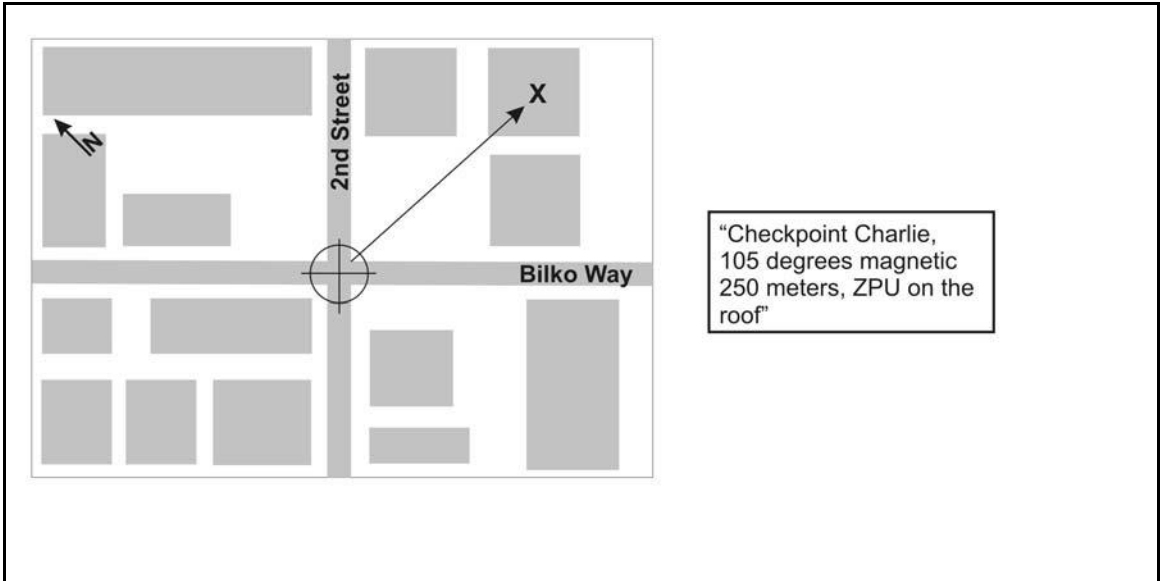 N
2nd Street
X
Bilko Way
“Checkpoint Charlie,
105 degrees magnetic
250 meters, ZPU on the
roof”